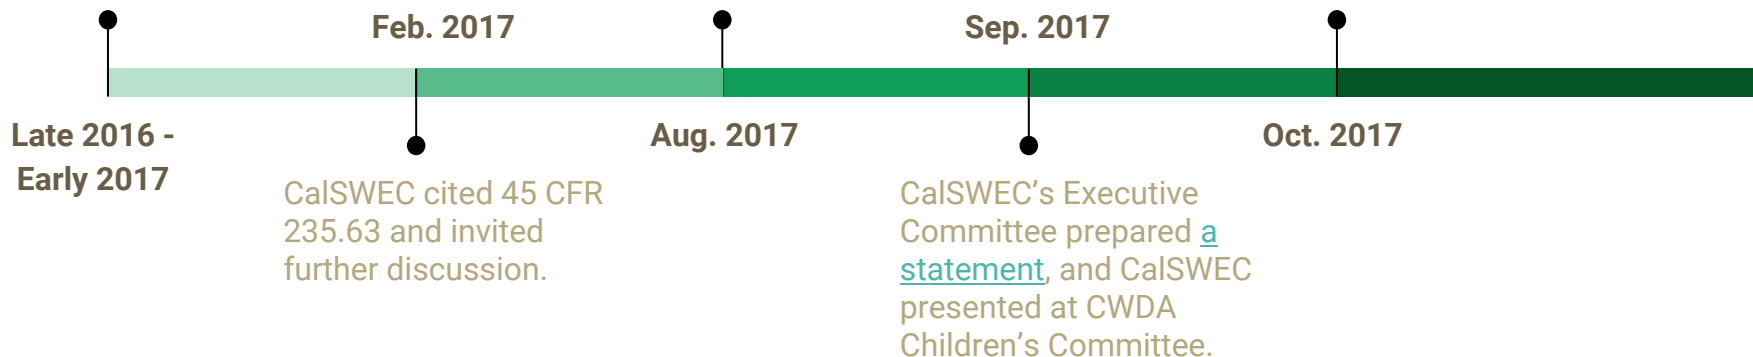 Feb. 2017
Sep. 2017
Late 2016 -
Early 2017
Aug. 2017
Oct. 2017
CalSWEC cited 45 CFR
235.63 and invited
further discussion.
CalSWEC’s Executive
Committee prepared a
statement, and CalSWEC
presented at CWDA
Children’s Committee.